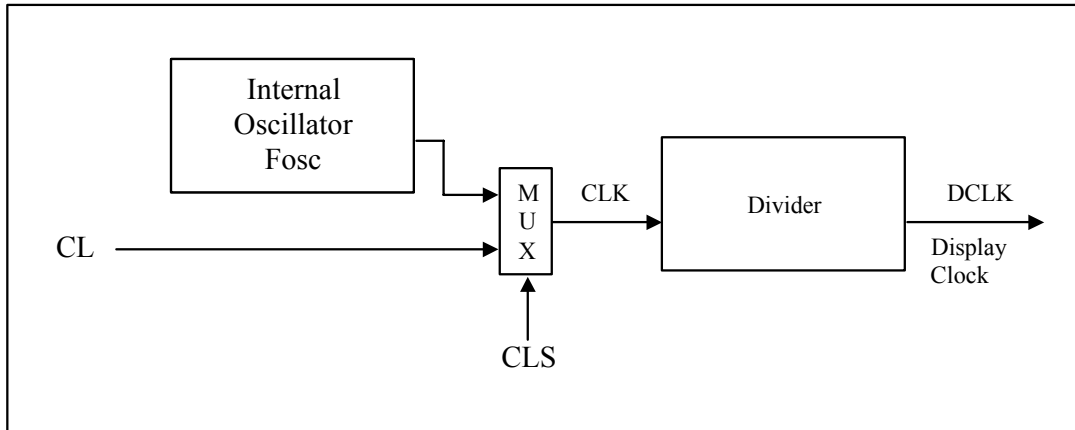 Internal
Oscillator
Fosc
M
U
X
CLK
Divider
DCLK
CL
Display
Clock
CLS